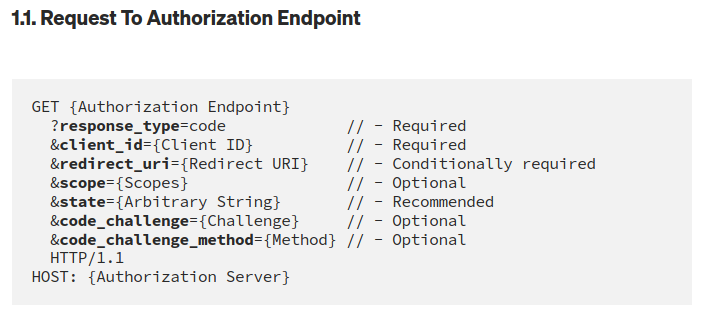 1.1. Request To Authorization Endpoint
GET {Authorization Endpoint}
?response_type=code // - Required
&client_id={Client ID} // - Required
&redirect_uri={Redirect URI} // - Conditionally required
&scope={Scopes} // - Optional
&state={Arbitrary String} // - Recommended
&code_challenge={Challenge} // - Optional
&code_challenge_method={Method} // - Optional
HTTP/1.1
HOST: {Authorization Server}